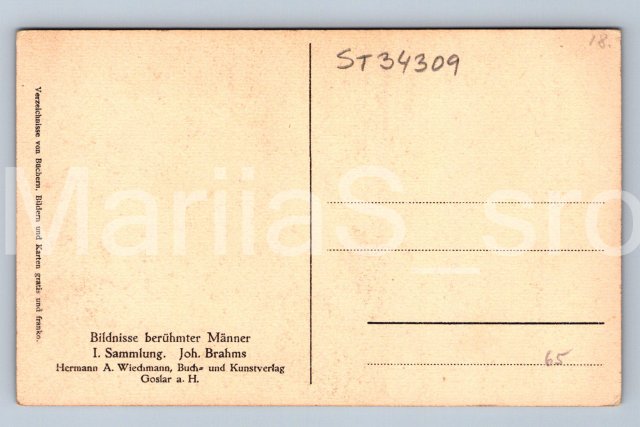 ST34309
18.
Verzeichnisse von Büchern, Bildern und Karten gratis und franko.
MariiaS_sro
Bildnisse berühmter Männer
I. Sammlung. Joh. Brahms
Hermann A. Wiechmann, Buch- und Kunstverlag
Goslar a. H.
65